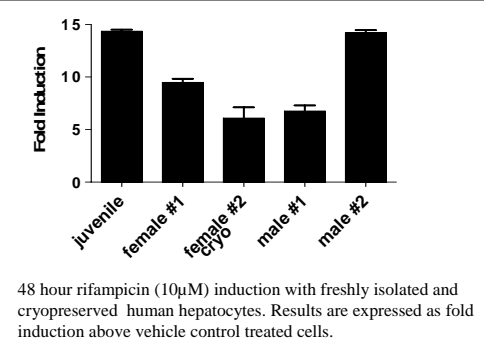 15
10
5
0
Fold Induction
juvenile
female #1
female #2
cryo
male #1
male #2
48 hour rifampicin (10µM) induction with freshly isolated and
cryopreserved human hepatocytes. Results are expressed as fold
induction above vehicle control treated cells.